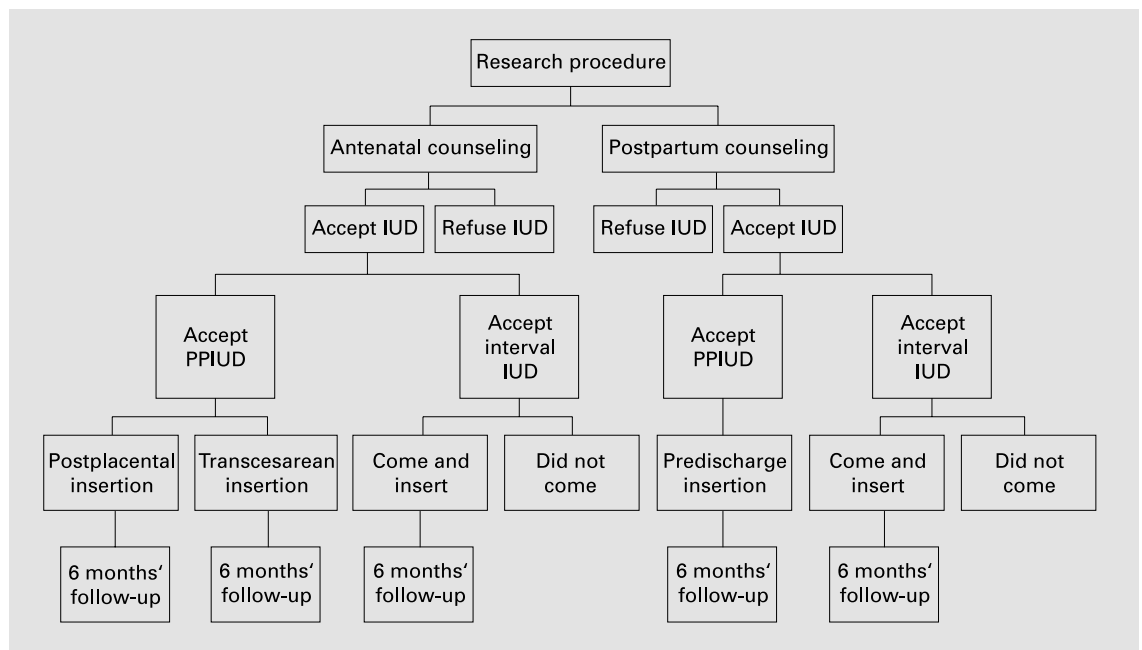 Research procedure
Antenatal counseling
Postpartum counseling
Accept IUD
Refuse IUD
Refuse IUD
Accept IUD
Accept
PPIUD
Accept
interval
IUD
Accept
PPIUD
Accept
interval
IUD
Postplacental
insertion
Transcesarean
insertion
Come and
insert
Did not
come
Predischarge
insertion
Come and
insert
Did not
come
6 months‘
follow-up
6 months‘
follow-up
6 months‘
follow-up
6 months‘
follow-up
6 months‘
follow-up